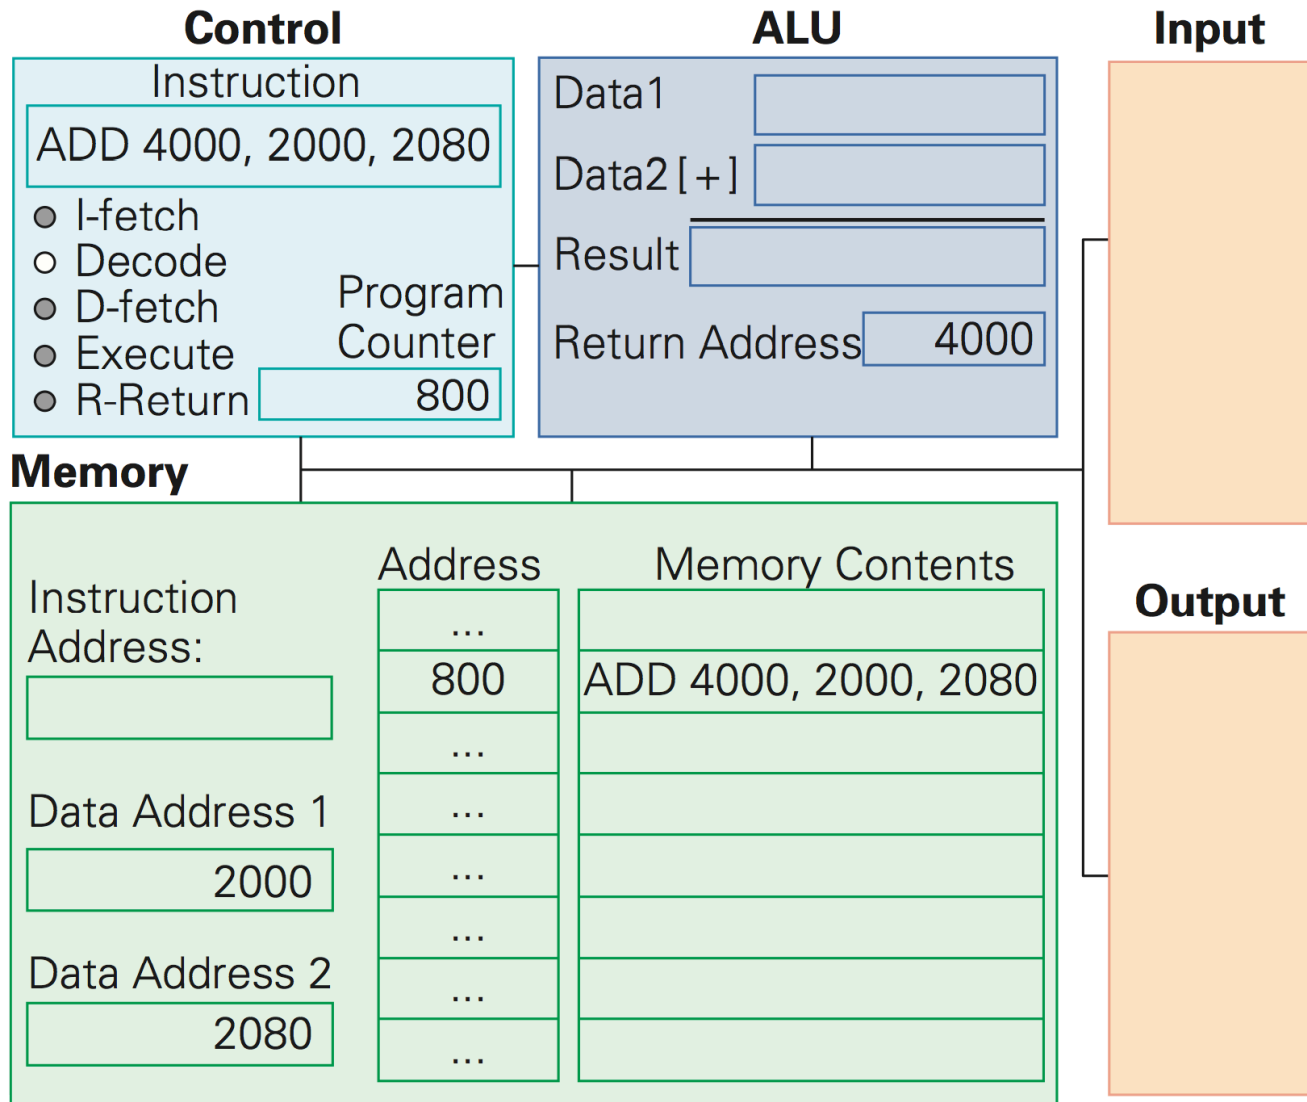 Control
Instruction
ADD 4000, 2000, 2080
I-fetch
Decode
D-fetch
Execute
R-Return
Program
Counter
800
ALU
Data1
Data2 [+]
Result
Return Address 4000
Input
Memory
Instruction
Address:
Data Address 1
2000
Data Address 2
2080
Address Memory Contents
...
800 ADD 4000, 2000, 2080
...
...
...
...
...
...
Output